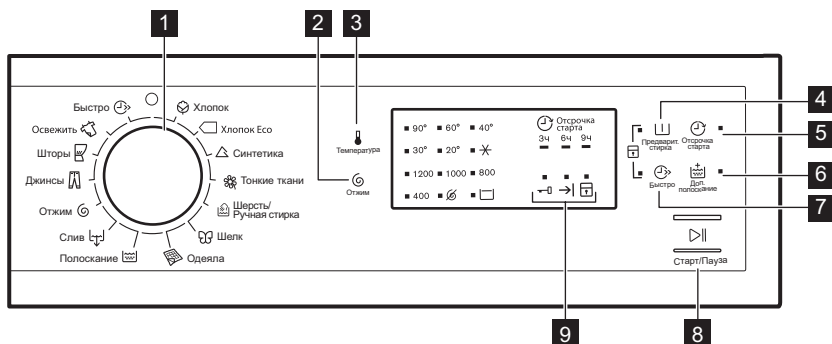 1
2
3
4
5
6
7
8
9
Быстро
Хлопок
Освежить
Хлопок Eco
Шторы
Синтетика
Джинсы
Тонкие ткани
Отжим
Шерсть/
Ручная стирка
Слив
Шелк
Полоскание
Одеяла
Температура
Отжим
90° 60° 40°
30° 20°
1200 1000 800
400
Отсрочка
старта
3ч 6ч 9ч
Предварит.
стирка
Отсрочка
старта
Быстро
Доп.
полоскание
Старт/Пауза